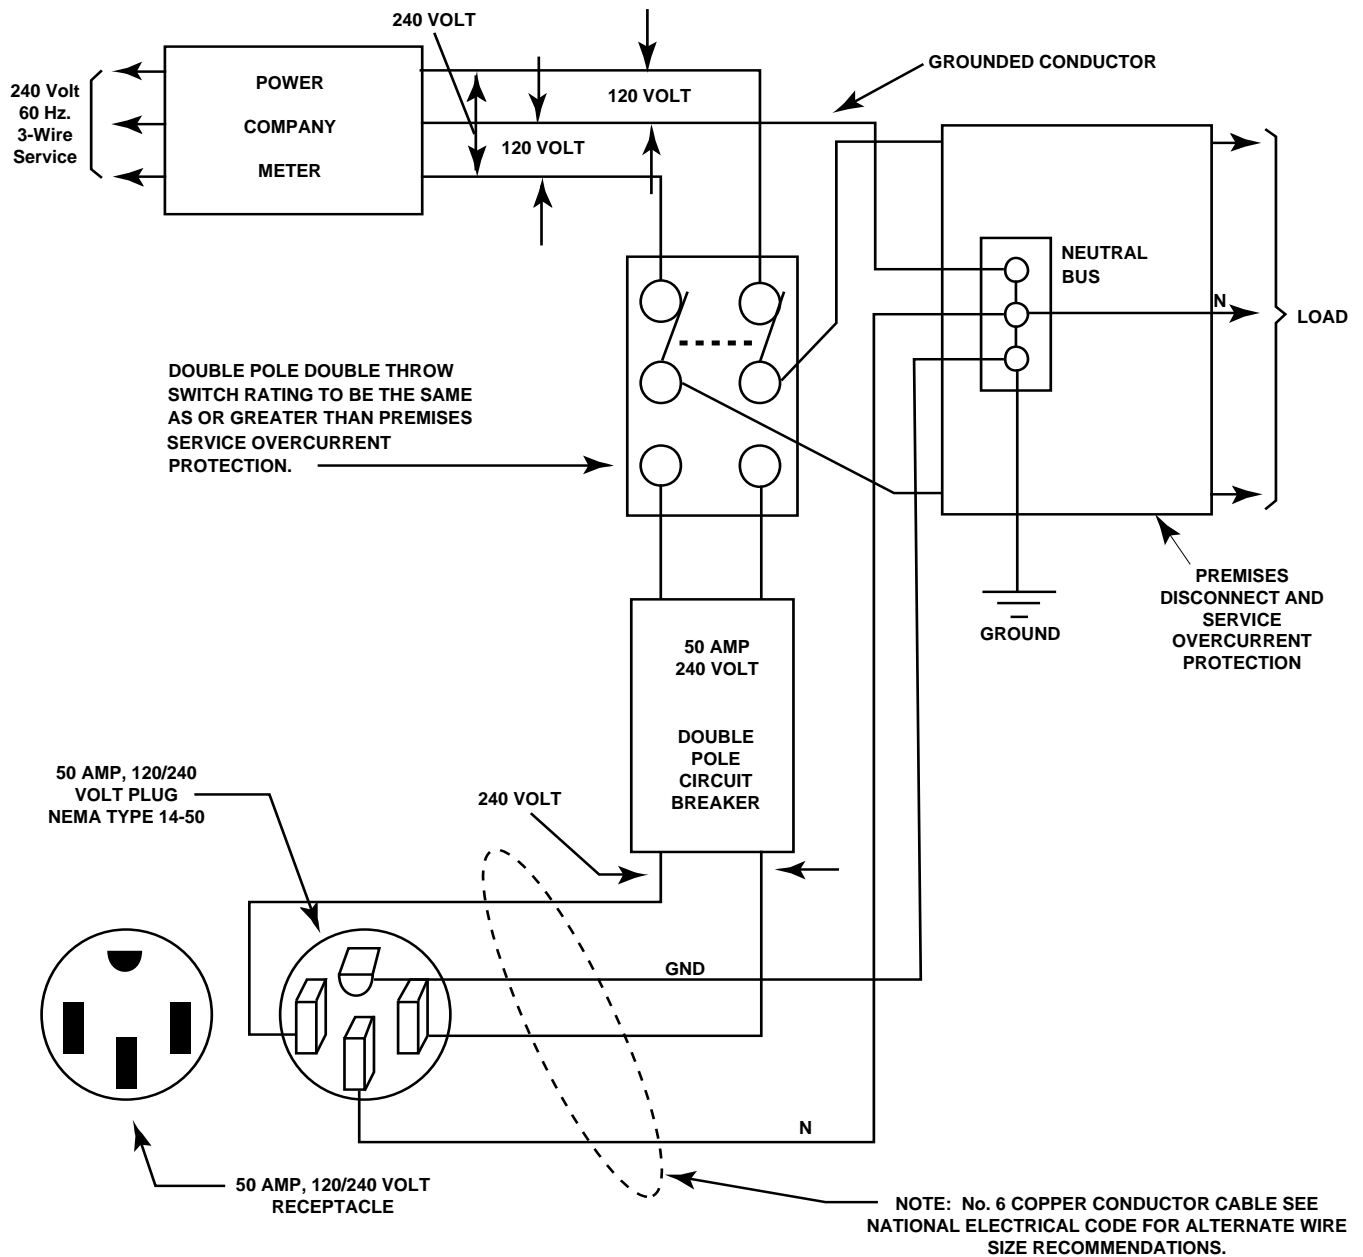 240 VOLT
GROUNDED CONDUCTOR
240 Volt
60 Hz.
3-Wire
Service
POWER
COMPANY
METER
120 VOLT
120 VOLT
NEUTRAL
BUS
N
LOAD
DOUBLE POLE DOUBLE THROW
SWITCH RATING TO BE THE SAME
AS OR GREATER THAN PREMISES
SERVICE OVERCURRENT
PROTECTION.
GROUND
PREMISES
DISCONNECT AND
SERVICE
OVERCURRENT
PROTECTION
50 AMP
240 VOLT
DOUBLE
POLE
CIRCUIT
BREAKER
50 AMP, 120/240
VOLT PLUG
NEMA TYPE 14-50
240 VOLT
GND
N
50 AMP, 120/240 VOLT
RECEPTACLE
NOTE: No. 6 COPPER CONDUCTOR CABLE SEE
NATIONAL ELECTRICAL CODE FOR ALTERNATE WIRE
SIZE RECOMMENDATIONS.